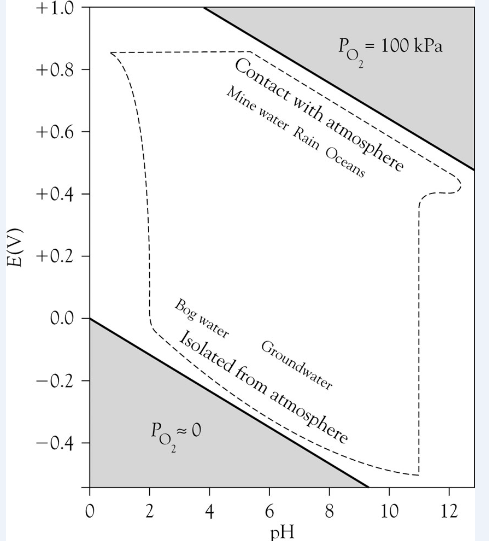 +1.0
P_O₂ = 100 kPa
+0.8
Contact with atmosphere
Mine water Rain Oceans
+0.6
+0.4
E(V)
+0.2
0.0
Bog water
Groundwater
Isolated from atmosphere
−0.2
−0.4
P_O₂ ≈ 0
0 2 4 6 8 10 12
pH